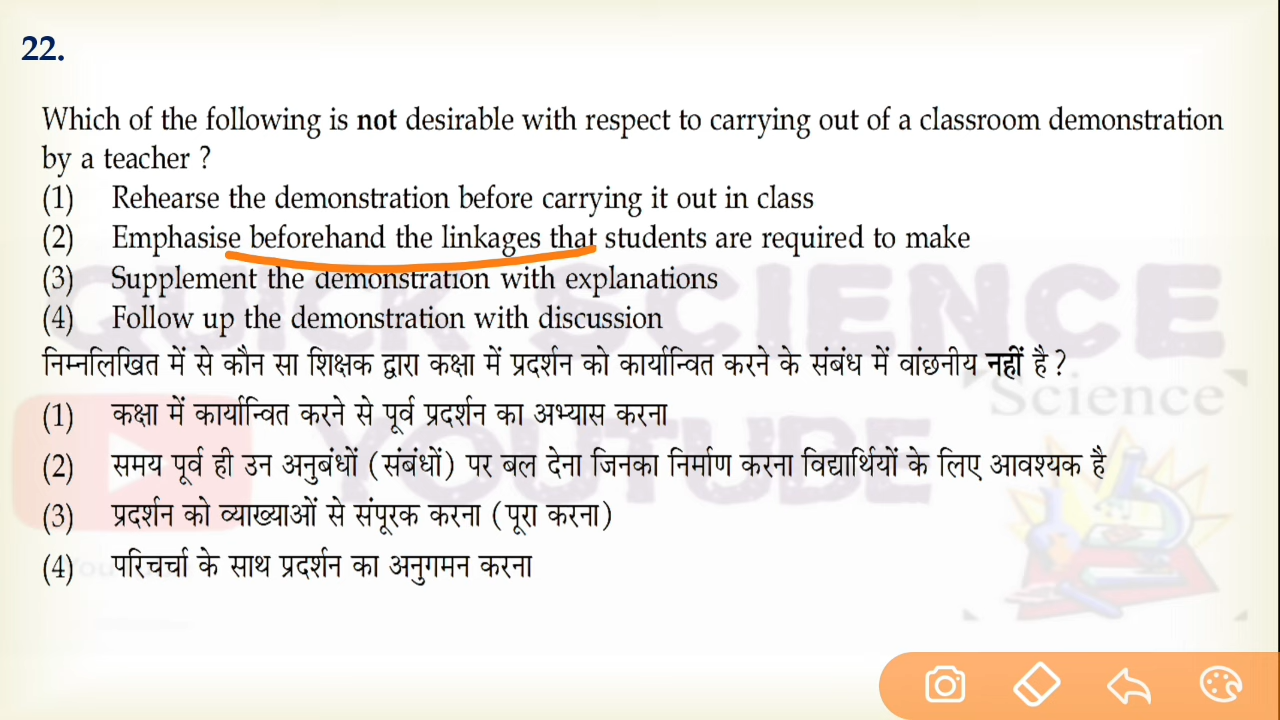 22.
Which of the following is not desirable with respect to carrying out of a classroom demonstration
by a teacher ?
(1) Rehearse the demonstration before carrying it out in class
(2) Emphasise beforehand the linkages that students are required to make
(3) Supplement the demonstration with explanations
(4) Follow up the demonstration with discussion
निम्नलिखित में से कौन सा शिक्षक द्वारा कक्षा में प्रदर्शन को कार्यान्वित करने के संबंध में वांछनीय नहीं है ?
(1) कक्षा में कार्यान्वित करने से पूर्व प्रदर्शन का अभ्यास करना
(2) समय पूर्व ही उन अनुबंधों (संबंधों) पर बल देना जिनका निर्माण करना विद्यार्थियों के लिए आवश्यक है
(3) प्रदर्शन को व्याख्याओं से संपूरक करना (पूरा करना)
(4) परिचर्चा के साथ प्रदर्शन का अनुगमन करना
QUICK SCIENCE
Science
YOUTUBE